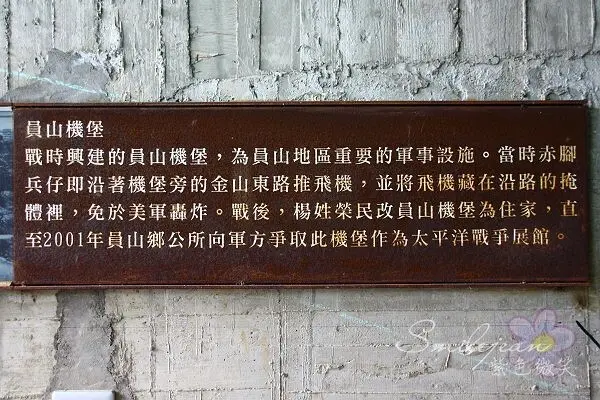 員山機堡
戰時興建的員山機堡，為員山地區重要的軍事設施。當時赤腳
兵仔即沿著機堡旁的金山東路推飛機，並將飛機藏在沿路的掩
體裡，免於美軍轟炸。戰後，楊姓榮民改員山機堡為住家，直
至2001年員山鄉公所向軍方爭取此機堡作為太平洋戰爭展館。
Smilejean
紫色微笑